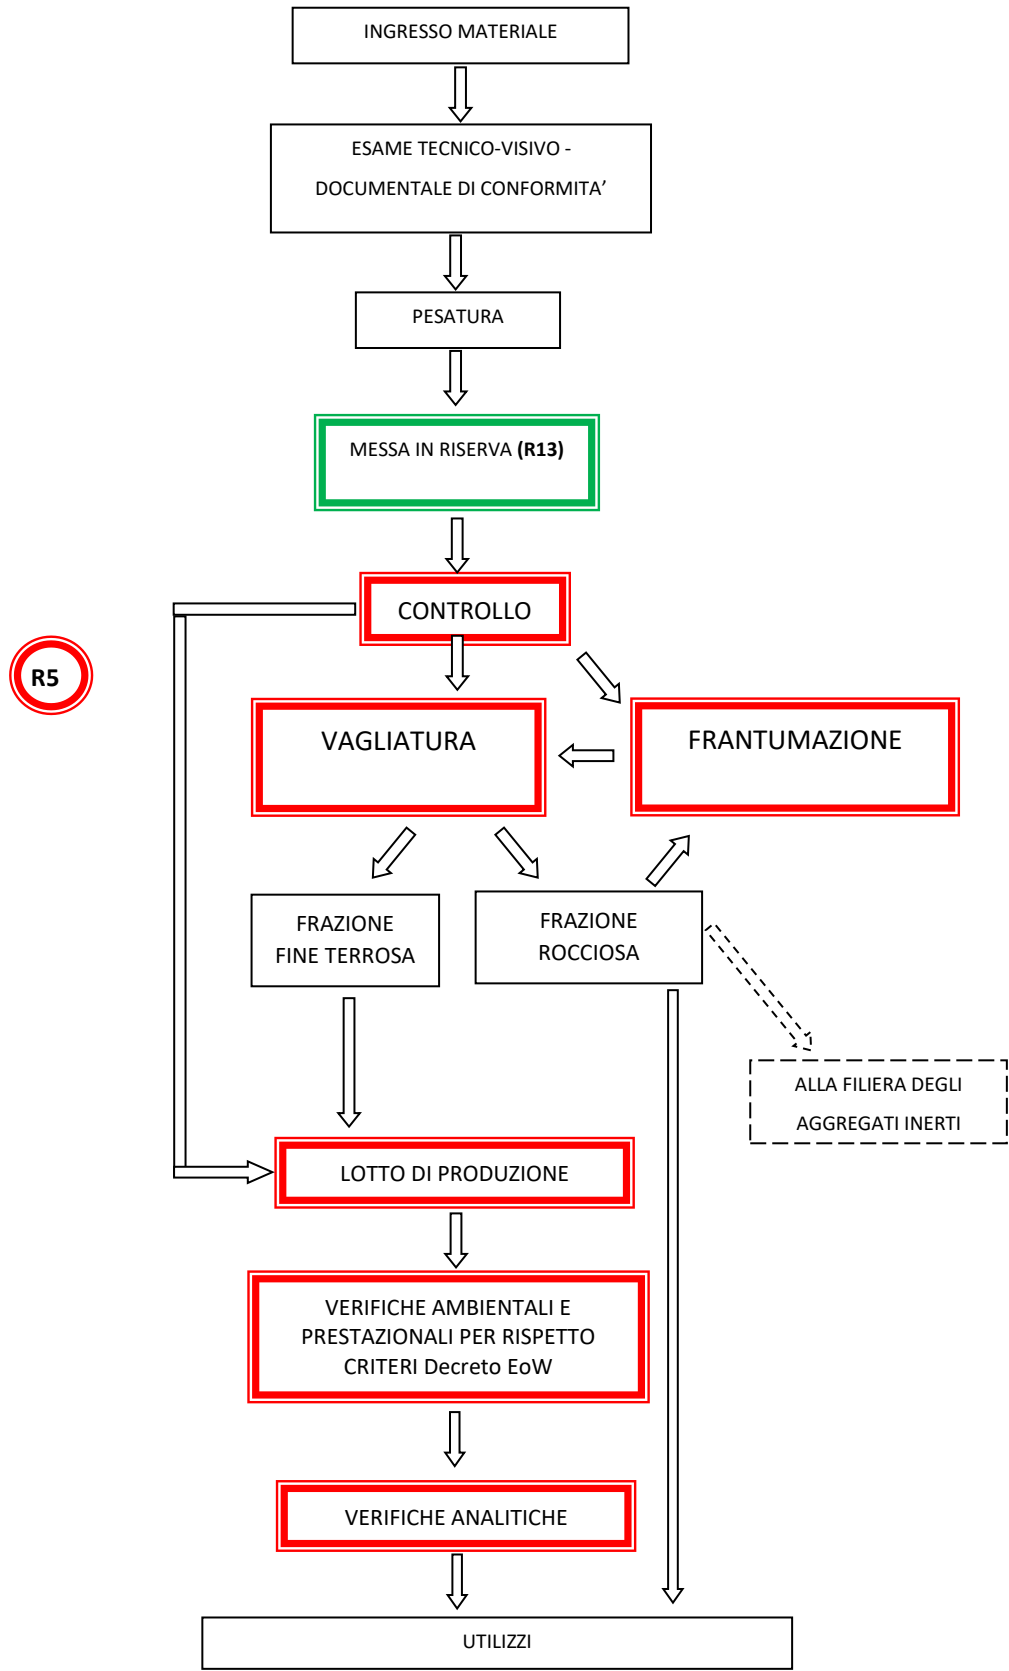 INGRESSO MATERIALE
ESAME TECNICO-VISIVO -
DOCUMENTALE DI CONFORMITA’
PESATURA
MESSA IN RISERVA (R13)
CONTROLLO
R5
VAGLIATURA
FRANTUMAZIONE
FRAZIONE
FINE TERROSA
FRAZIONE
ROCCIOSA
ALLA FILIERA DEGLI
AGGREGATI INERTI
LOTTO DI PRODUZIONE
VERIFICHE AMBIENTALI E
PRESTAZIONALI PER RISPETTO
CRITERI Decreto EoW
VERIFICHE ANALITICHE
UTILIZZI